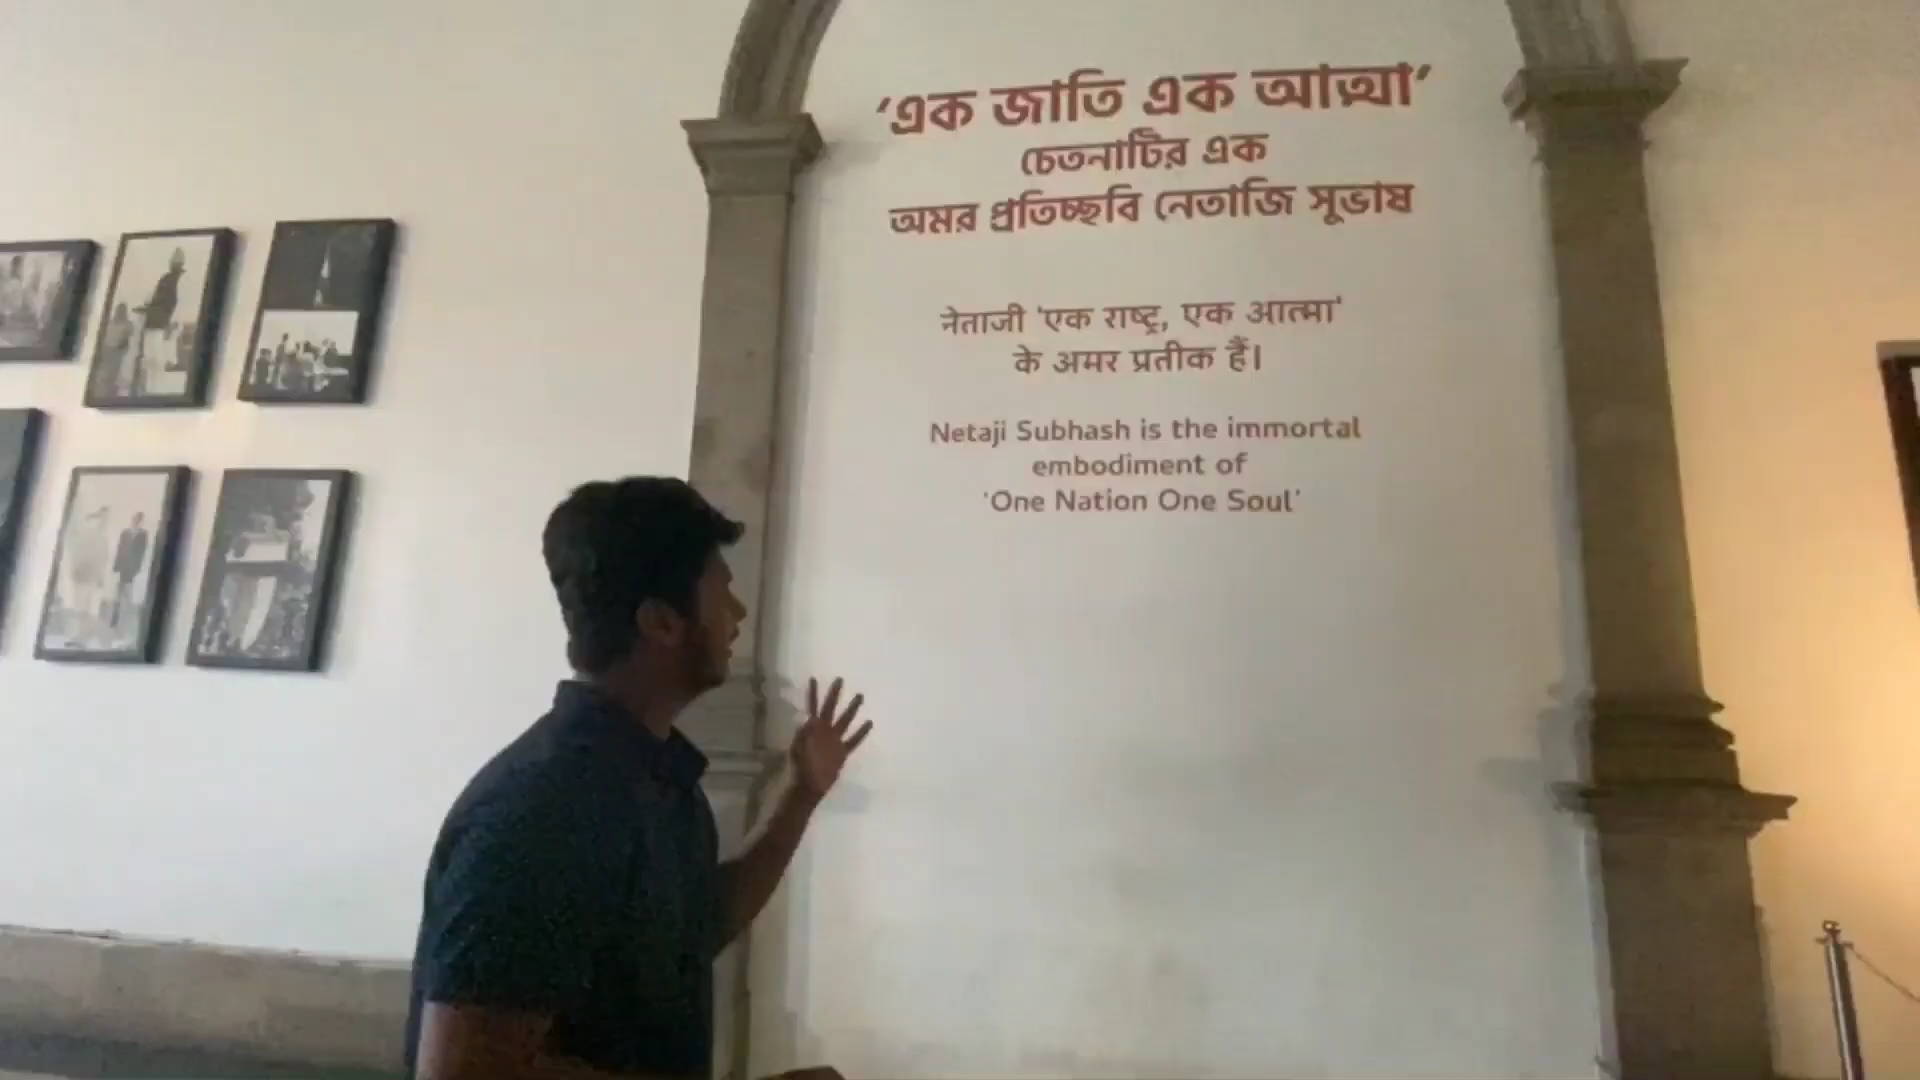 ‘এক জাতি এক আত্মা’
চেতনাটির এক
অমর প্রতিচ্ছবি নেতাজি সুভাষ
नेताजी 'एक राष्ट्र, एक आत्मा'
के अमर प्रतीक हैं।
Netaji Subhash is the immortal
embodiment of
‘One Nation One Soul’